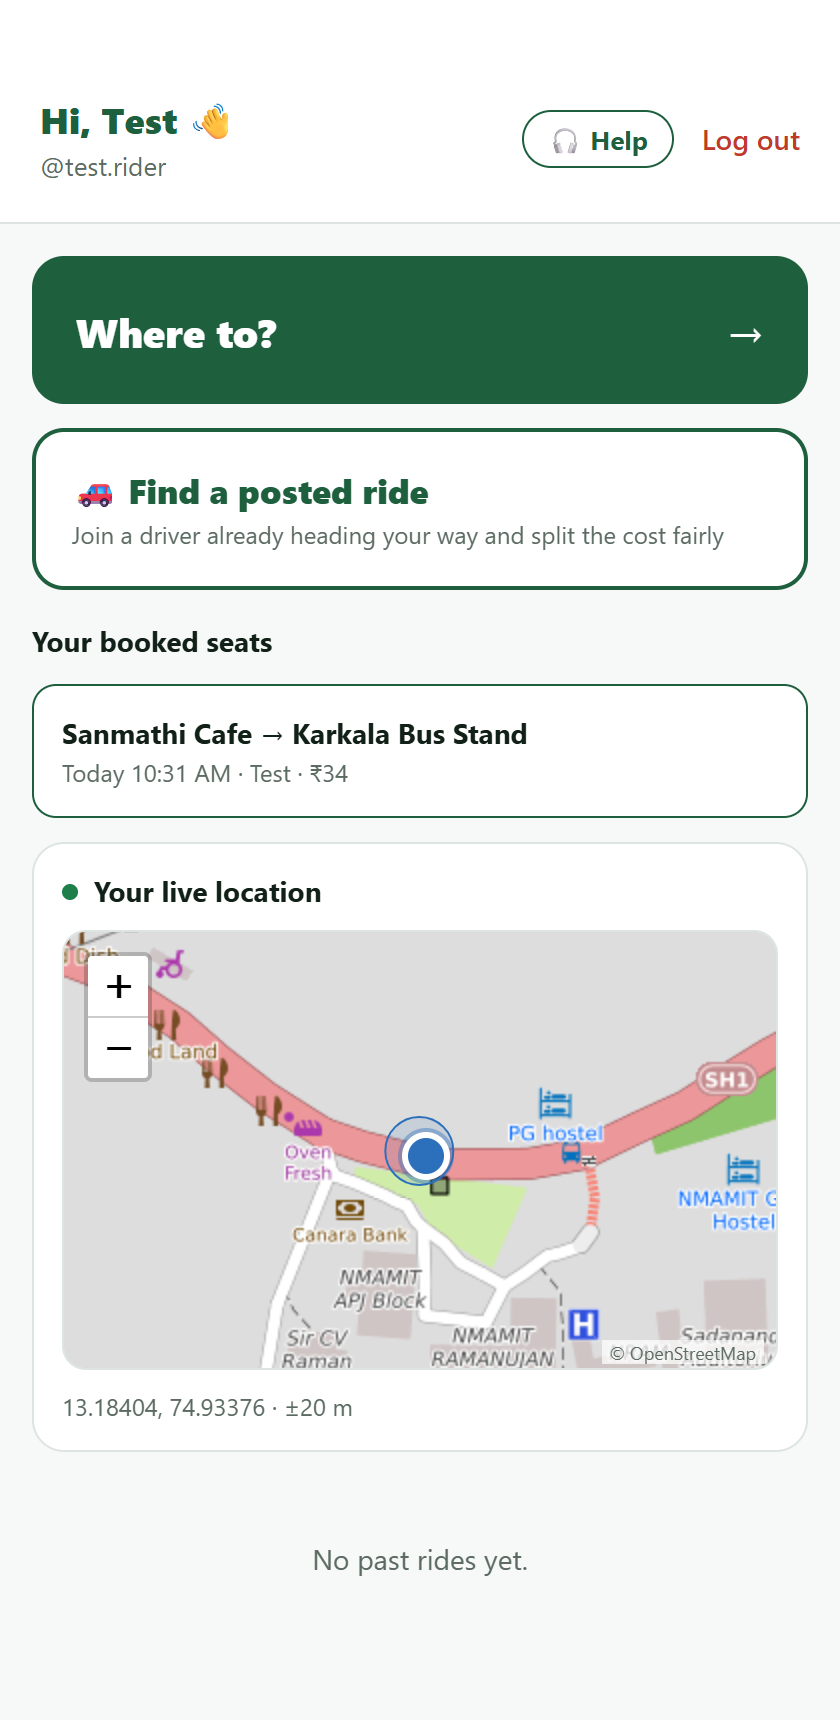 Hi, Test 👋
@test.rider
🎧 Help
Log out
Where to? →
🚗 Find a posted ride
Join a driver already heading your way and split the cost fairly
Your booked seats
Sanmathi Cafe → Karkala Bus Stand
Today 10:31 AM · Test · ₹34
Your live location
+
−
d Land
SH1
PG hostel
Oven
Fresh
NMAMIT G
Hostel
Canara Bank
NMAMIT
APJ Block
Sir CV
Raman
NMAMIT
RAMANUJAN
H
Sadanand
© OpenStreetMap
13.18404, 74.93376 · ±20 m
No past rides yet.